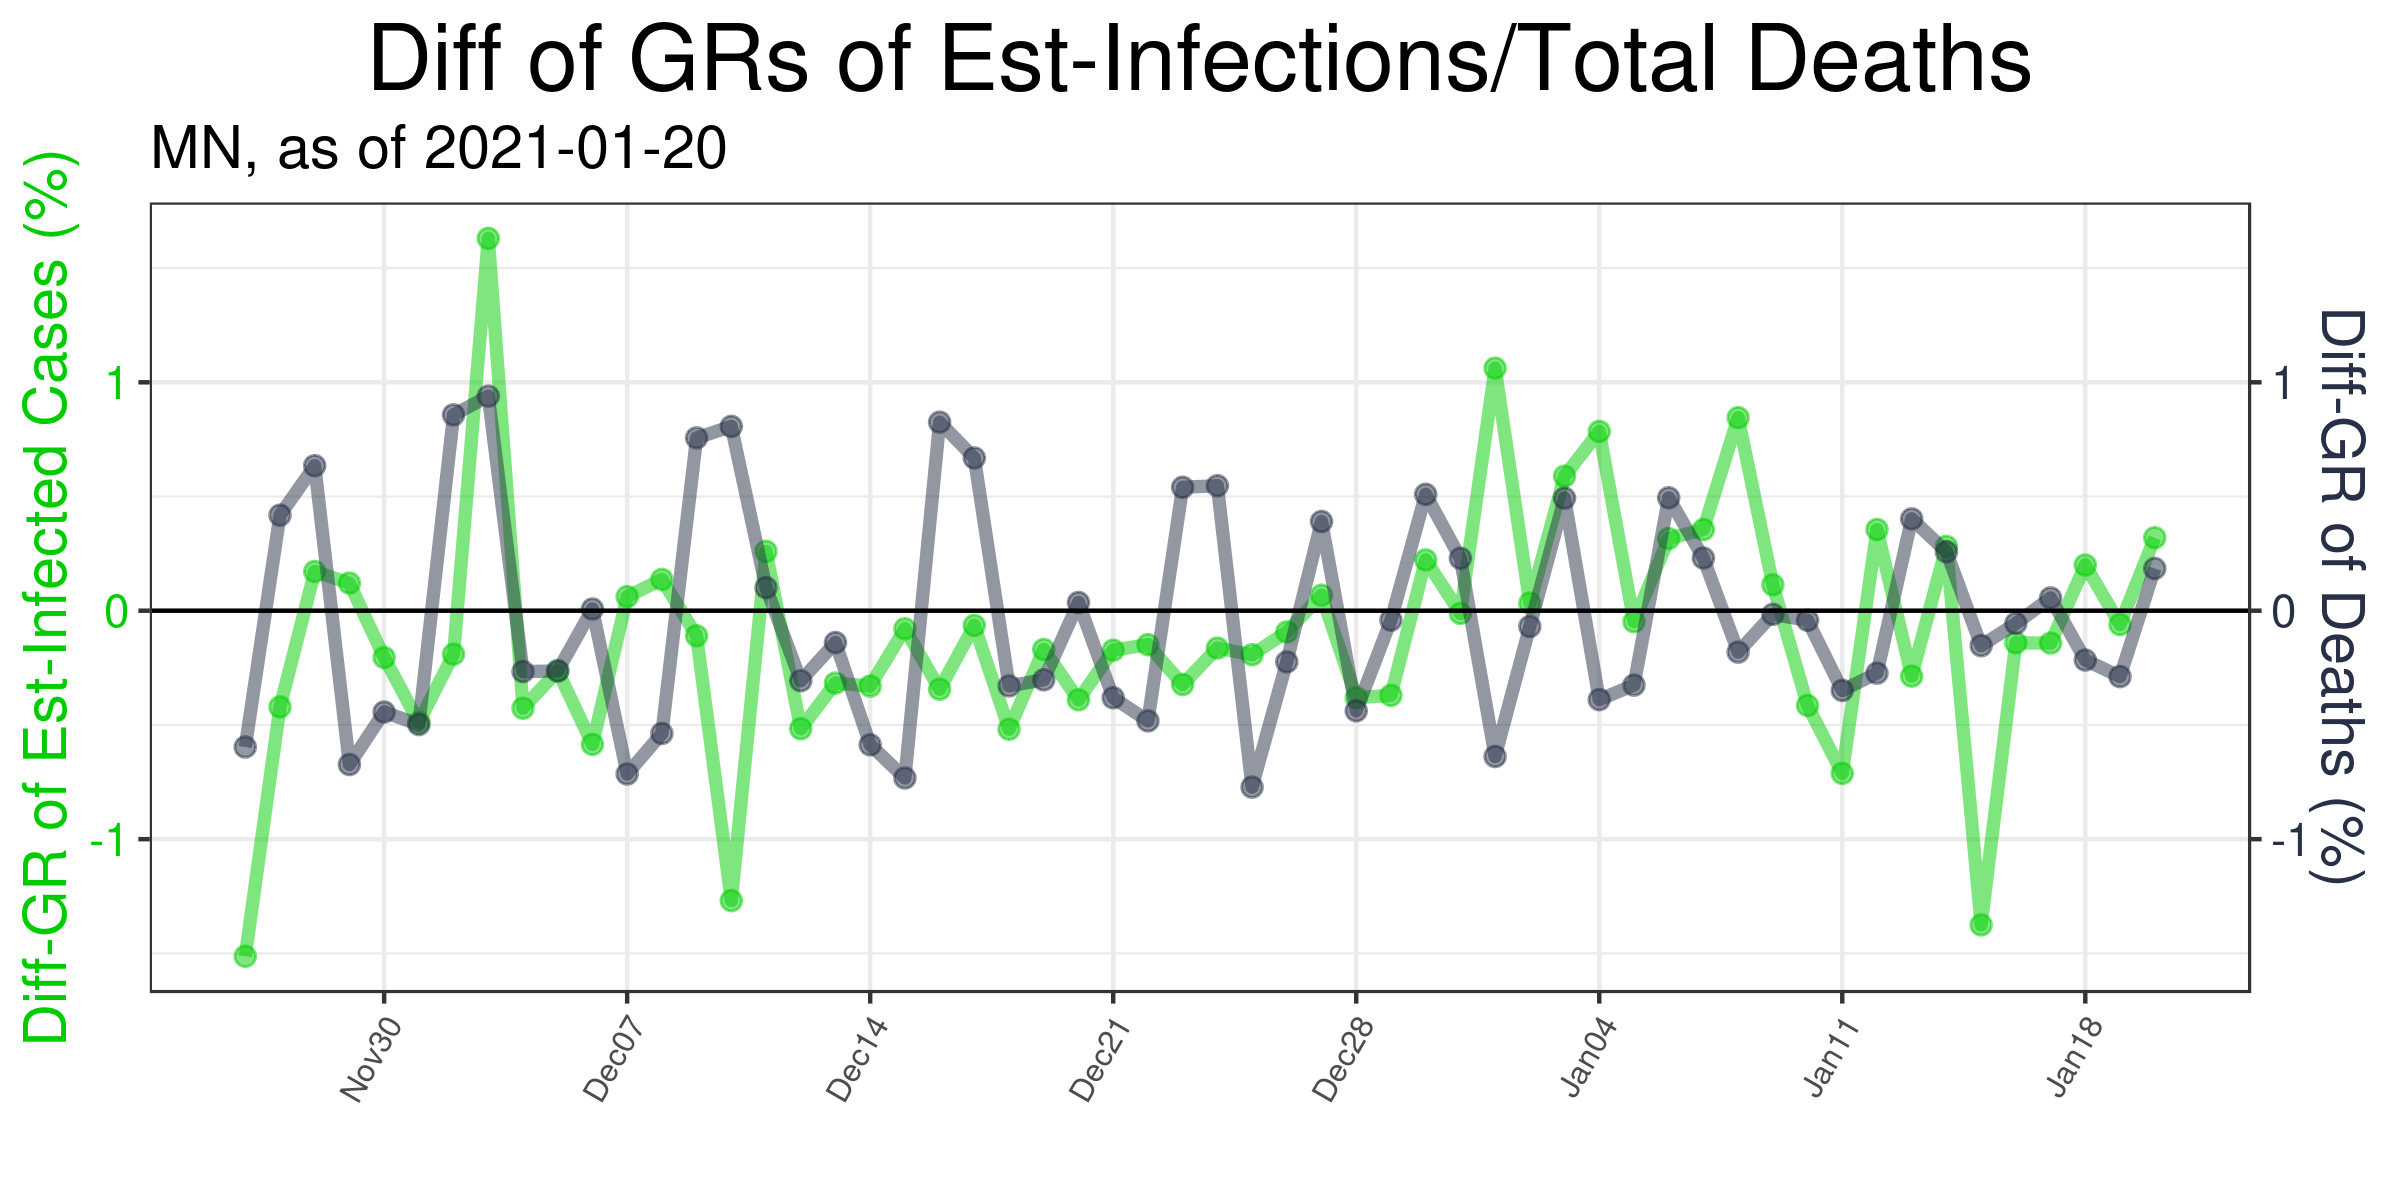 Diff of GRs of Est-Infections/Total Deaths
MN, as of 2021-01-20
Diff-GR of Est-Infected Cases (%)
1
0
-1
1
0
-1
Diff-GR of Deaths (%)
Nov30
Dec07
Dec14
Dec21
Dec28
Jan04
Jan11
Jan18